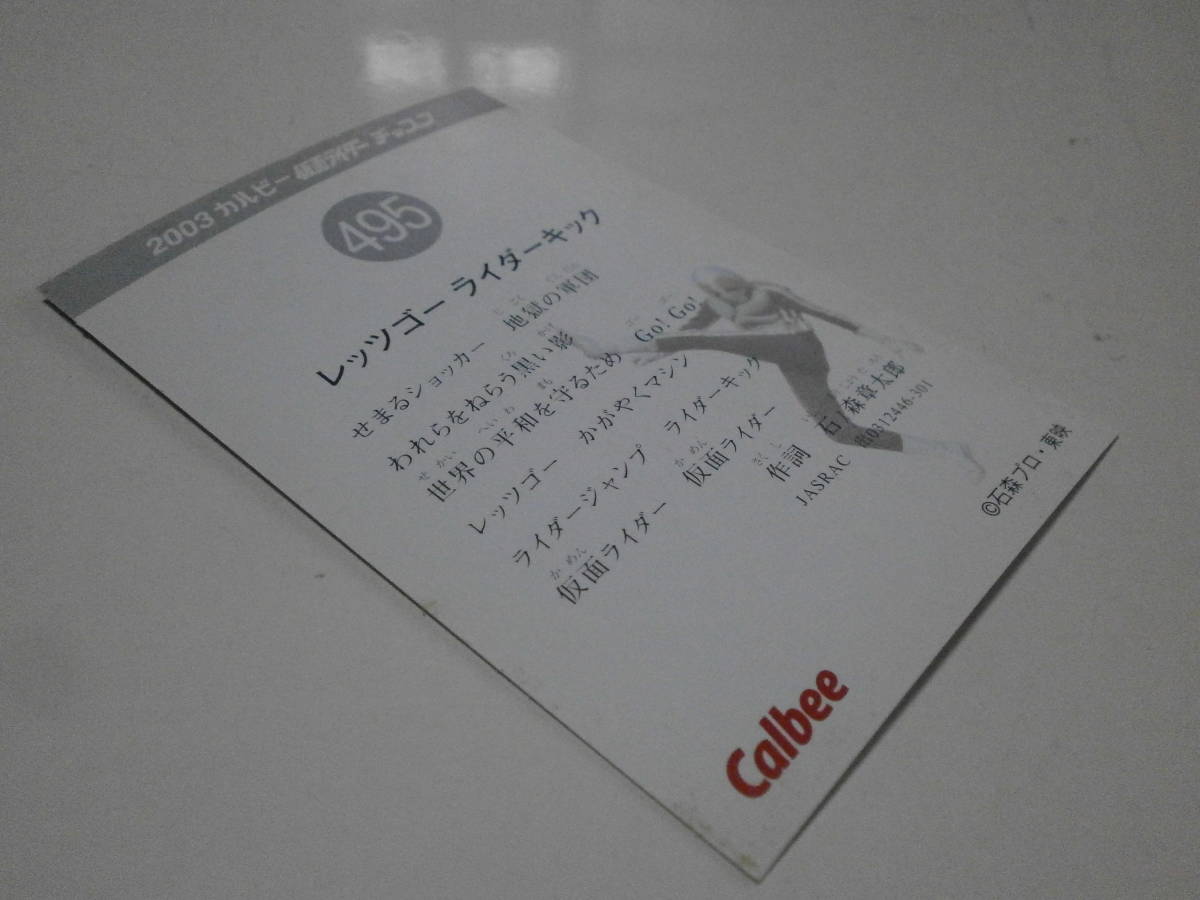 2003 カルビー 仮面ライダー チップス
495
レッツゴー ライダーキック
せまるショッカー 地獄の軍団
われらをねらう黒い影
世界の平和を守るため Go! Go!
レッツゴー かがやくマシン
ライダージャンプ ライダーキック
仮面ライダー 仮面ライダー
作詞 石ノ森章太郎
JASRAC 出0312446-301
©石森プロ・東映
Calbee